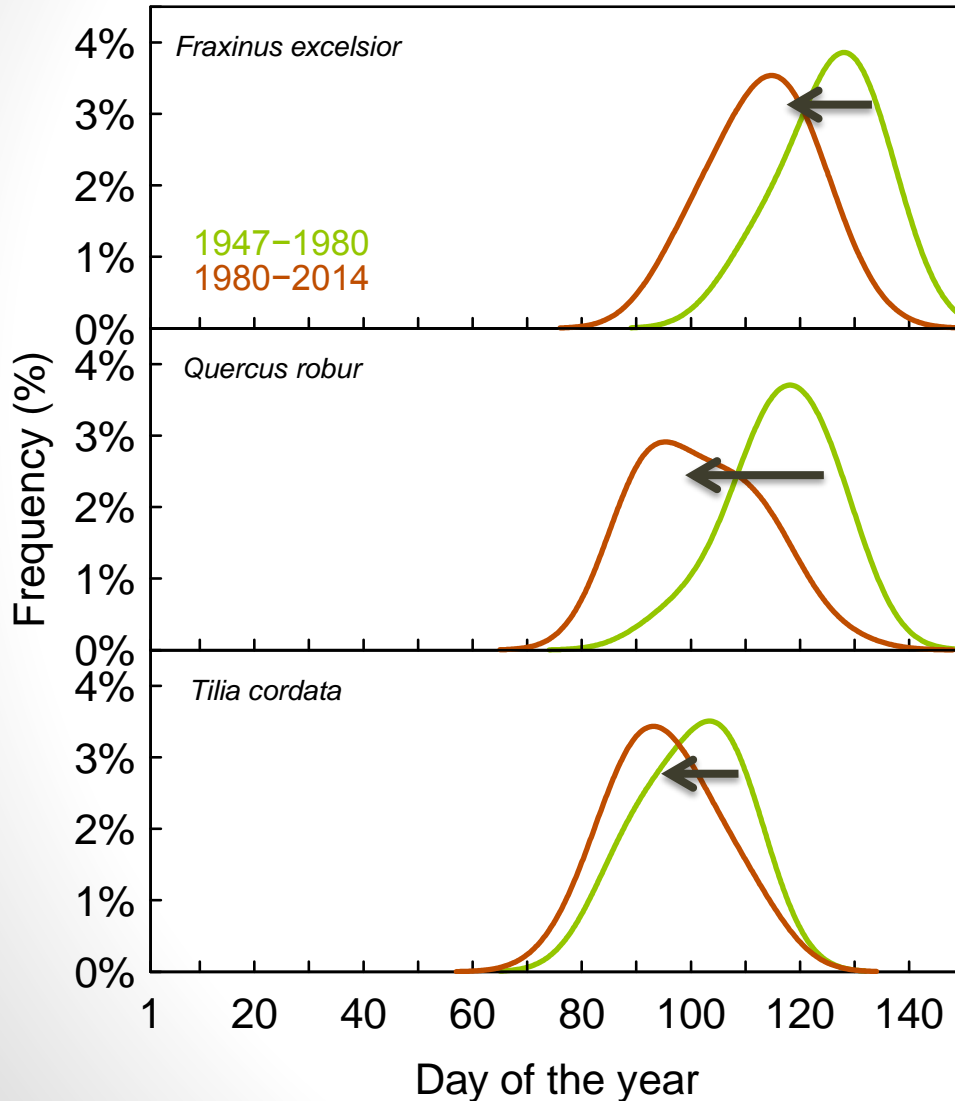 Frequency (%)
4%
3%
2%
1%
0%
Fraxinus excelsior
1947−1980
1980−2014
4%
3%
2%
1%
0%
Quercus robur
4%
3%
2%
1%
0%
Tilia cordata
1 20 40 60 80 100 120 140
Day of the year